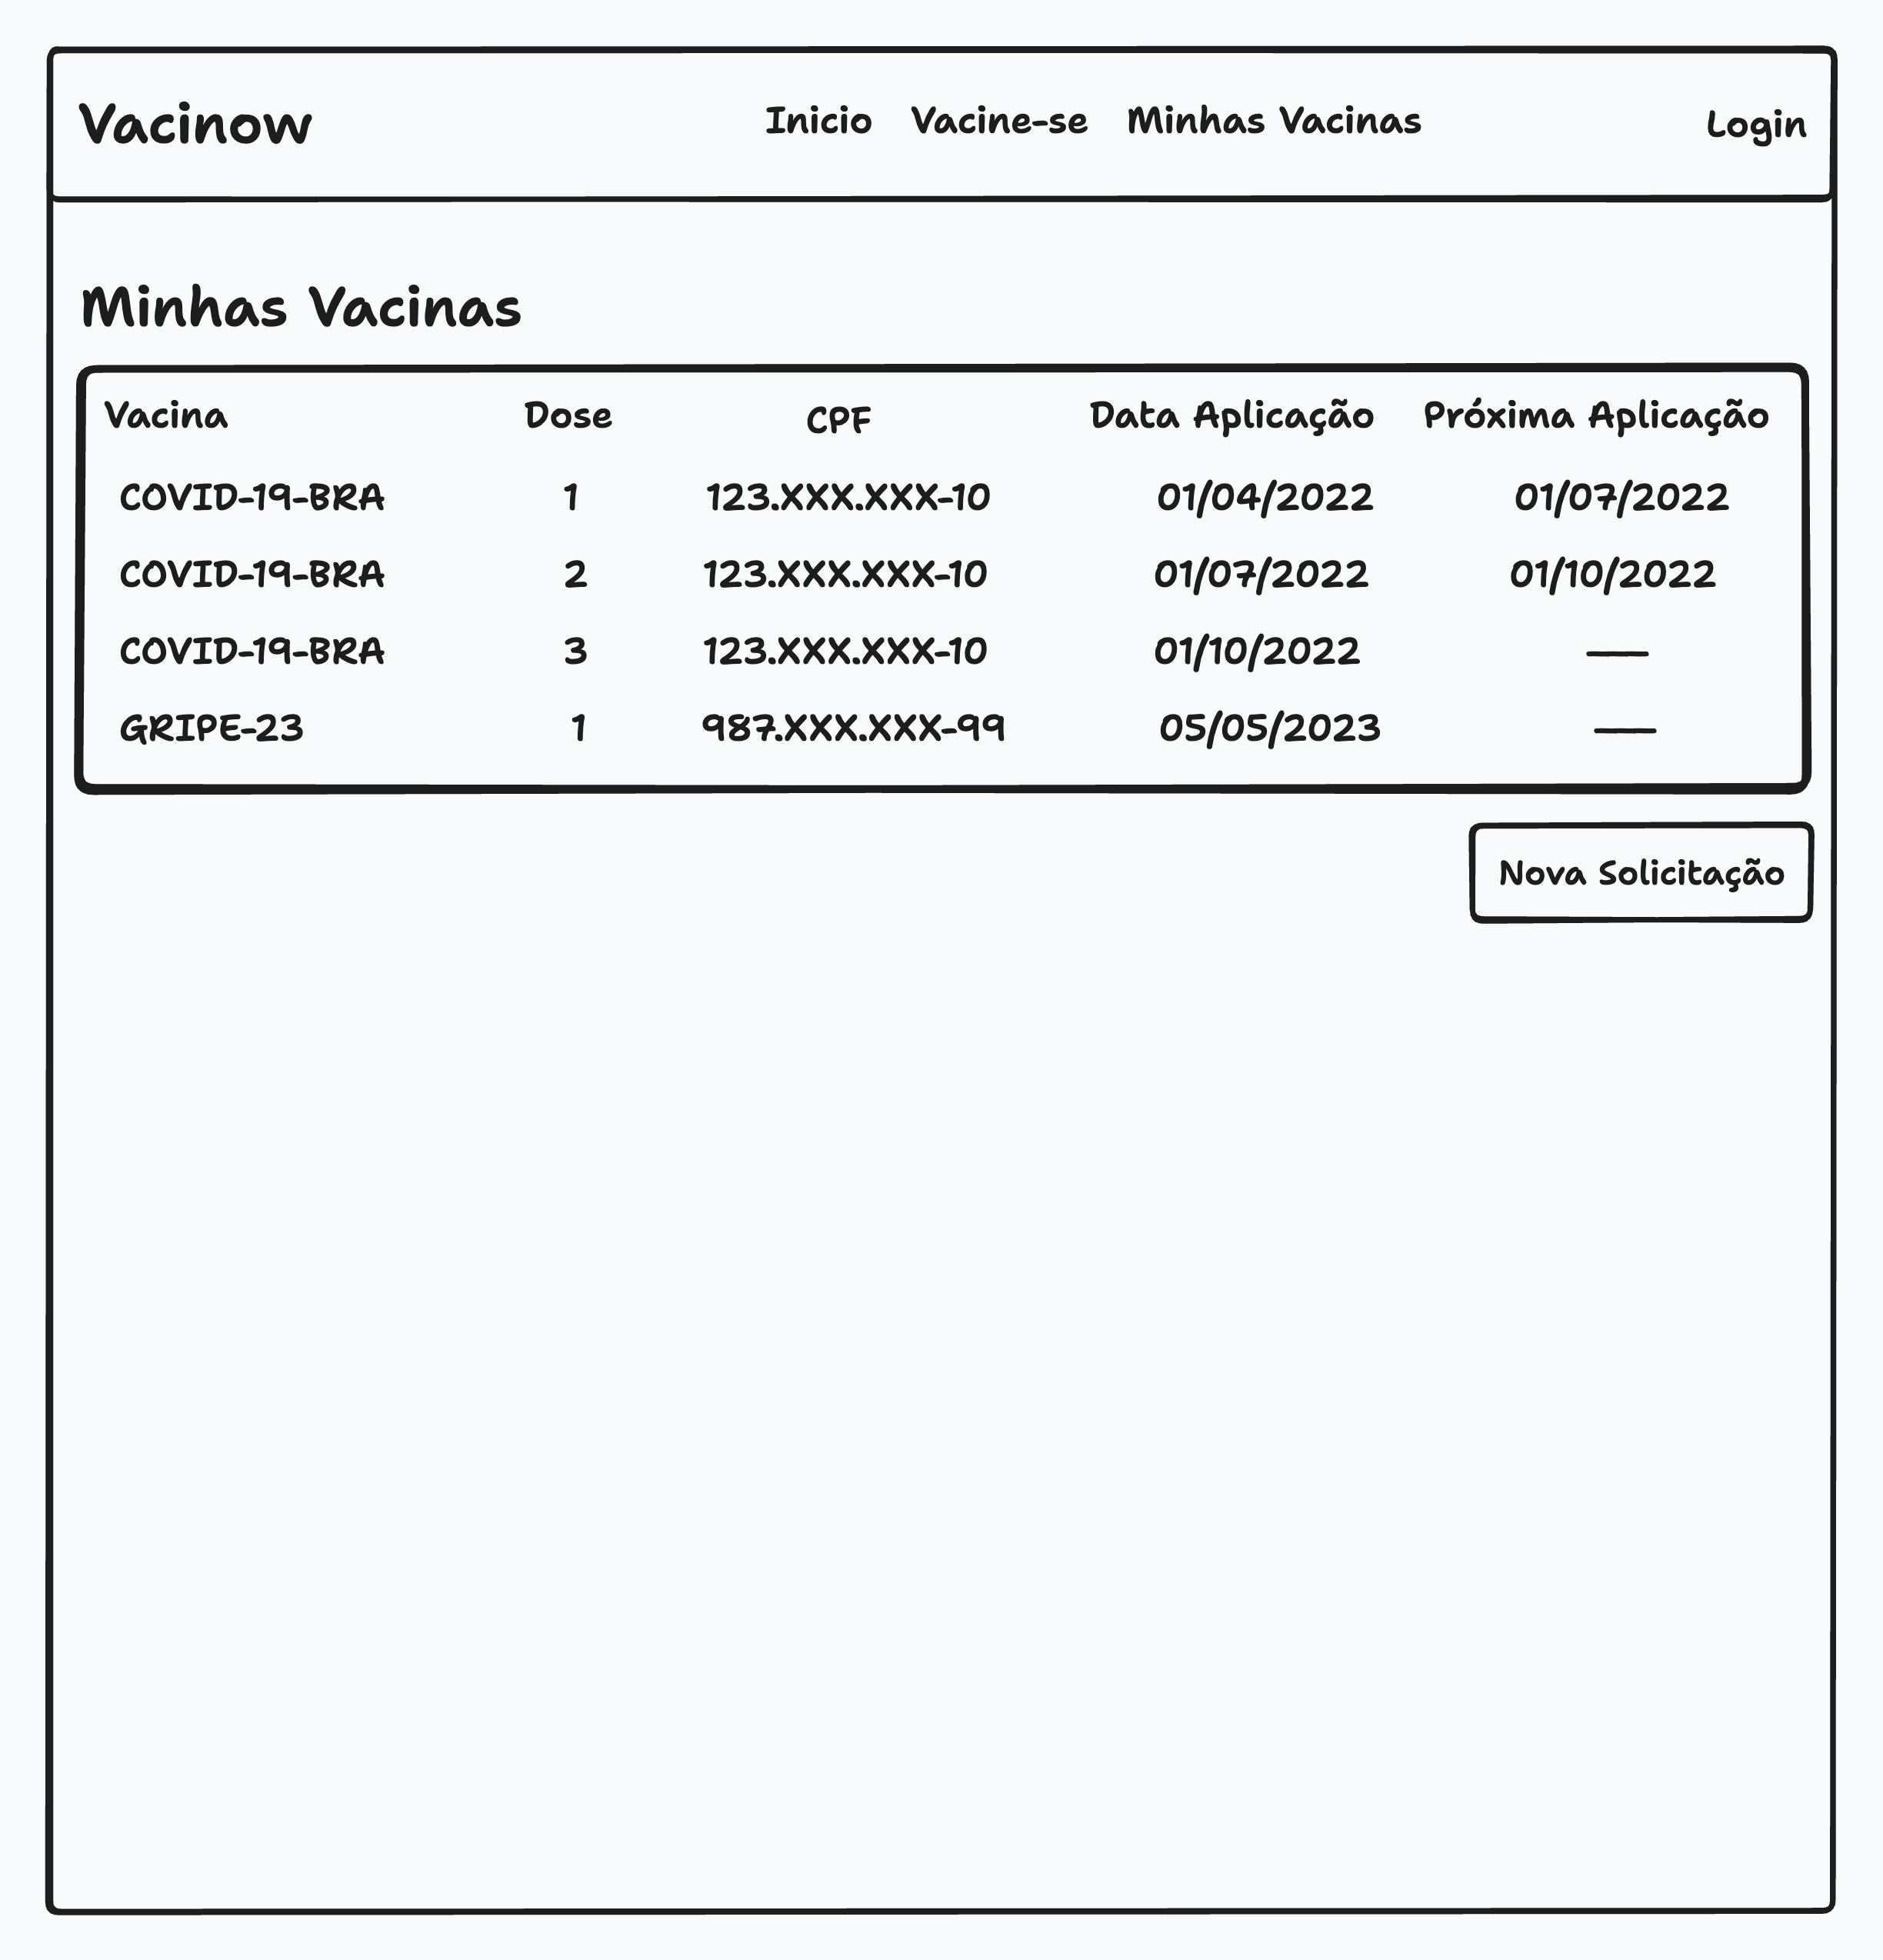 Vacinow Inicio Vacine-se Minhas Vacinas Login
Minhas Vacinas
Vacina Dose CPF Data Aplicação Próxima Aplicação
COVID-19-BRA 1 123.XXX.XXX-10 01/04/2022 01/07/2022
COVID-19-BRA 2 123.XXX.XXX-10 01/07/2022 01/10/2022
COVID-19-BRA 3 123.XXX.XXX-10 01/10/2022 ——
GRIPE-23 1 987.XXX.XXX-99 05/05/2023 ——
Nova Solicitação